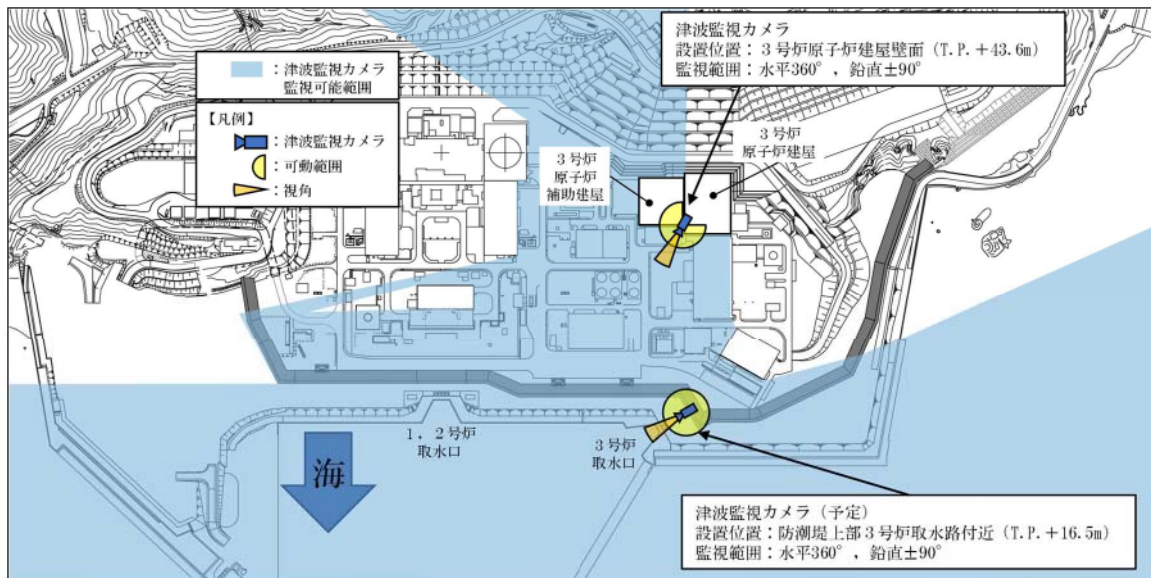 津波監視カメラ
設置位置：３号炉原子炉建屋壁面（T.P.＋43.6m）
監視範囲：水平360°，鉛直±90°
：津波監視カメラ
監視可能範囲
【凡例】
：津波監視カメラ
：可動範囲
：視角
３号炉
原子炉建屋
３号炉
原子炉
補助建屋
１，２号炉
取水口
３号炉
取水口
海
津波監視カメラ（予定）
設置位置：防潮堤上部３号炉取水路付近（T.P.＋16.5m）
監視範囲：水平360°，鉛直±90°